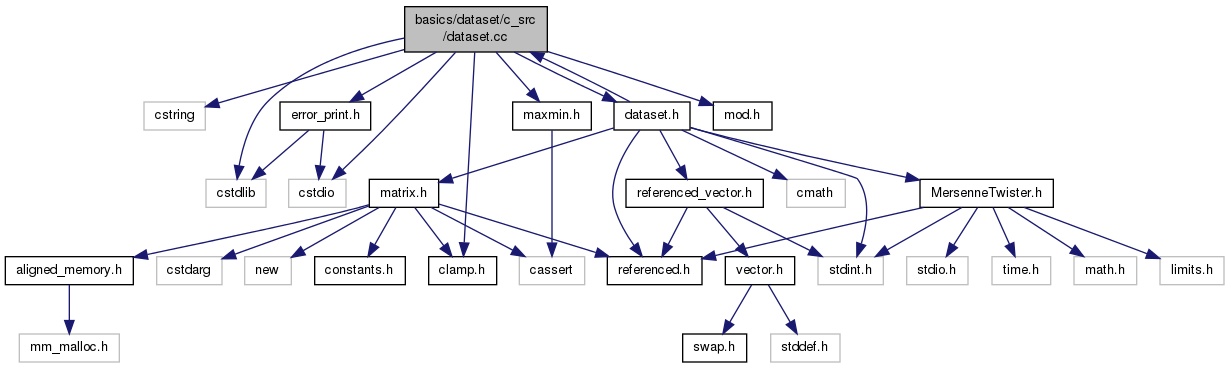 basics/dataset/c_src
/dataset.cc
cstring
error_print.h
maxmin.h
dataset.h
mod.h
cstdlib
cstdio
matrix.h
referenced_vector.h
cmath
MersenneTwister.h
aligned_memory.h
cstdarg
new
constants.h
clamp.h
cassert
referenced.h
vector.h
stdint.h
stdio.h
time.h
math.h
limits.h
mm_malloc.h
swap.h
stddef.h